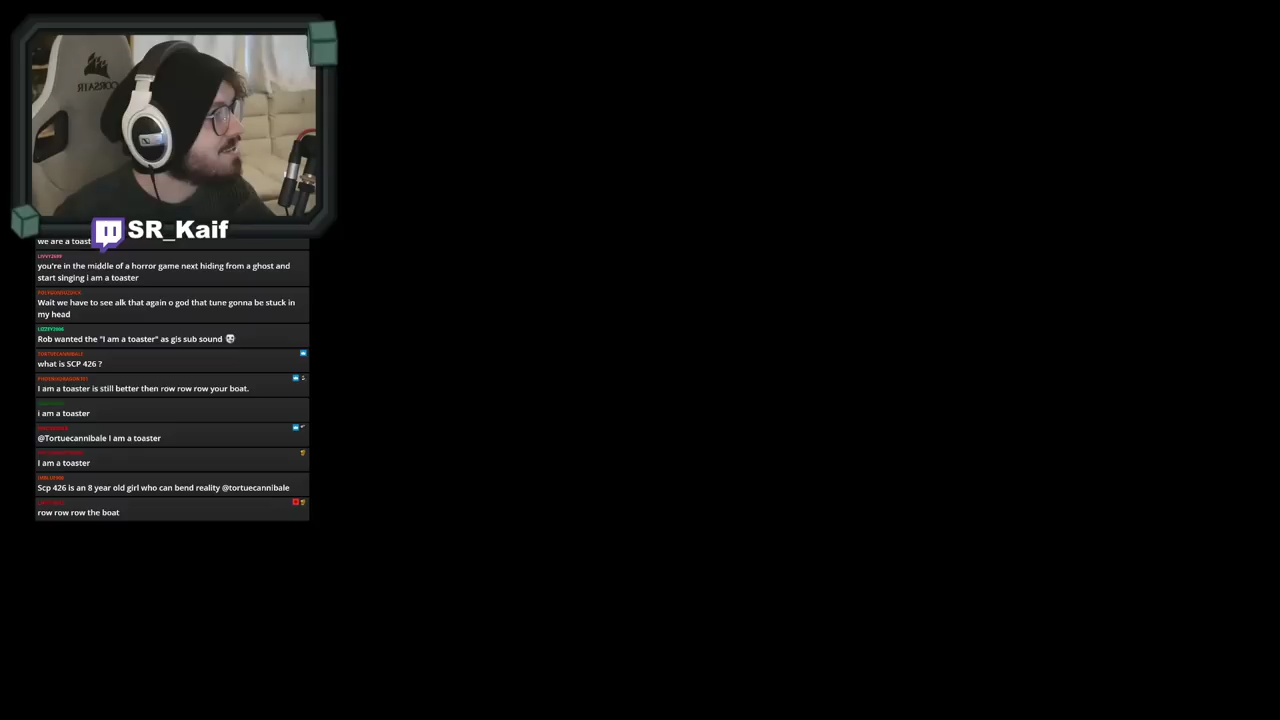 CORSAIR
SR_Kaif
we are a toast
you're in the middle of a horror game next hiding from a ghost and
start singing i am a toaster
Wait we have to see alk that again o god that tune gonna be stuck in
my head
LIZZEY2006
Rob wanted the "I am a toaster" as gis sub sound
TORTUECANNIBALE
what is SCP 426 ?
I am a toaster is still better then row row row your boat.
i am a toaster
@Tortuecannibale I am a toaster
I am a toaster
Scp 426 is an 8 year old girl who can bend reality @tortuecannibale
row row row the boat